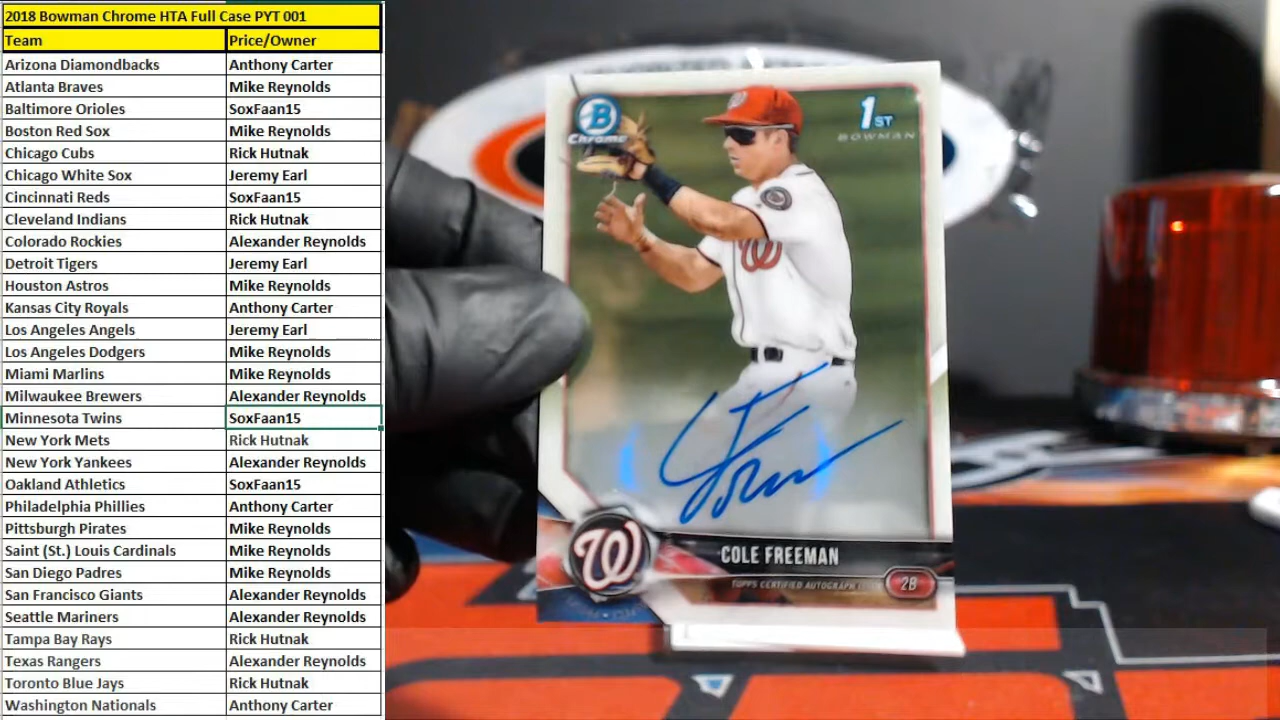 2018 Bowman Chrome HTA Full Case PYT 001
Team Price/Owner
Arizona Diamondbacks Anthony Carter
Atlanta Braves Mike Reynolds
Baltimore Orioles SoxFaan15
Boston Red Sox Mike Reynolds
Chicago Cubs Rick Hutnak
Chicago White Sox Jeremy Earl
Cincinnati Reds SoxFaan15
Cleveland Indians Rick Hutnak
Colorado Rockies Alexander Reynolds
Detroit Tigers Jeremy Earl
Houston Astros Mike Reynolds
Kansas City Royals Anthony Carter
Los Angeles Angels Jeremy Earl
Los Angeles Dodgers Mike Reynolds
Miami Marlins Mike Reynolds
Milwaukee Brewers Alexander Reynolds
Minnesota Twins SoxFaan15
New York Mets Rick Hutnak
New York Yankees Alexander Reynolds
Oakland Athletics SoxFaan15
Philadelphia Phillies Anthony Carter
Pittsburgh Pirates Mike Reynolds
Saint (St.) Louis Cardinals Mike Reynolds
San Diego Padres Mike Reynolds
San Francisco Giants Alexander Reynolds
Seattle Mariners Alexander Reynolds
Tampa Bay Rays Rick Hutnak
Texas Rangers Alexander Reynolds
Toronto Blue Jays Rick Hutnak
Washington Nationals Anthony Carter
B
Chrome
1ST
BOWMAN
W
W
COLE FREEMAN
TOPPS CERTIFIED AUTOGRAPH
2B